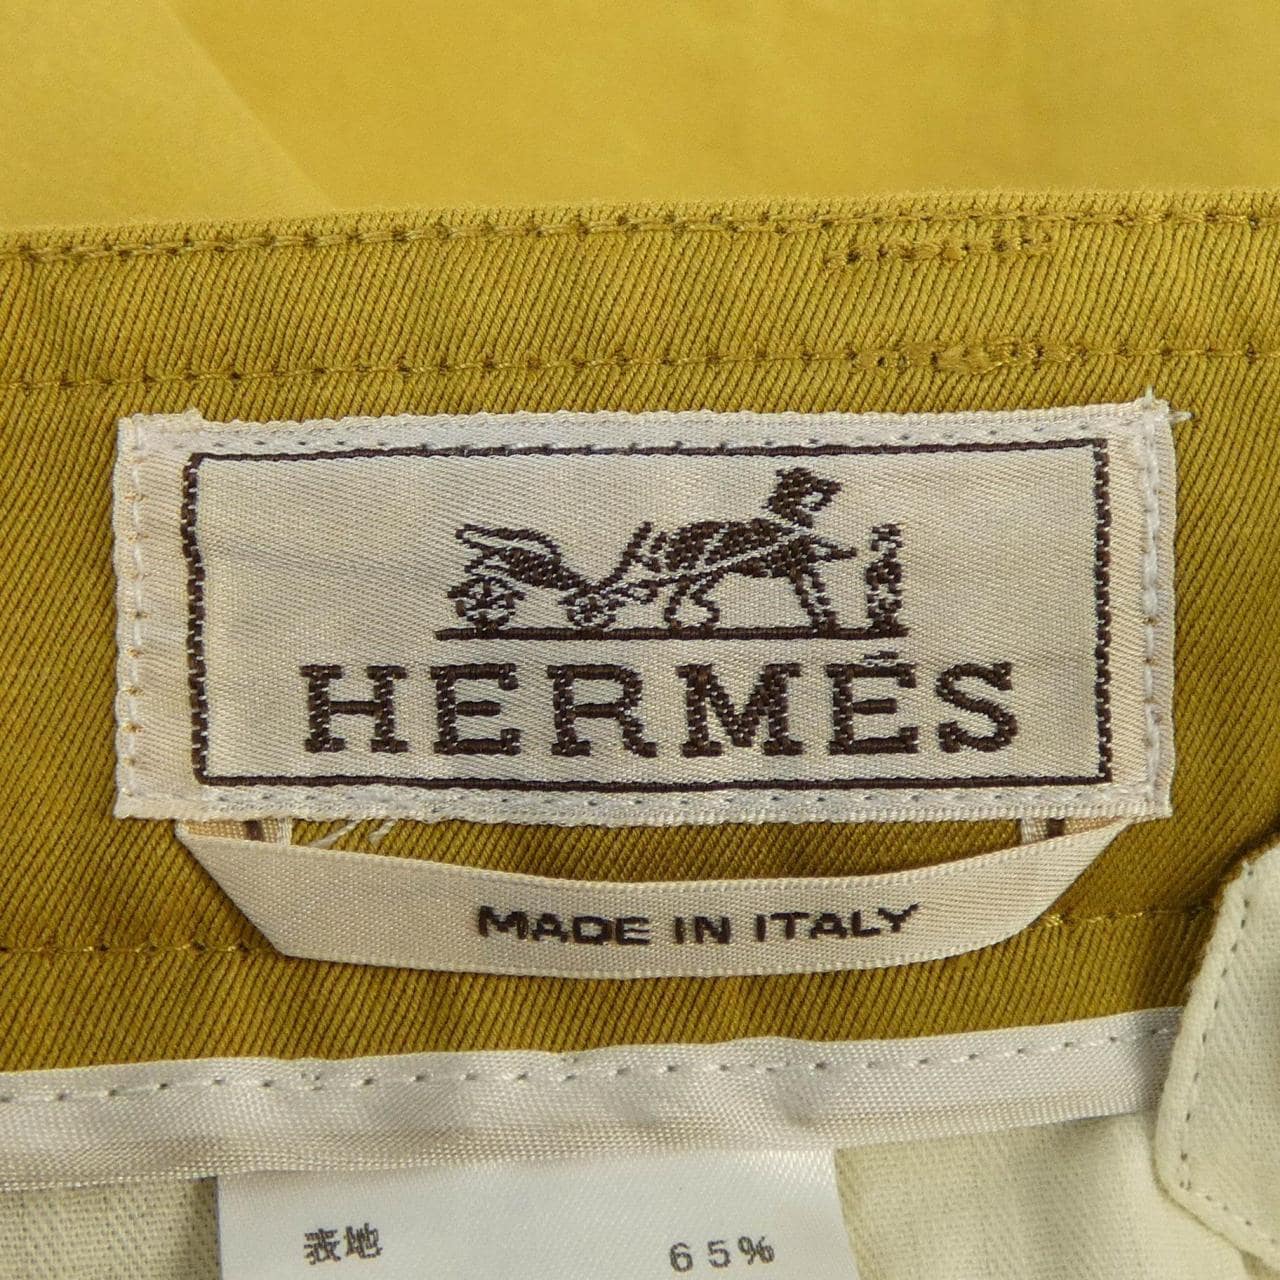 HERMÈS
MADE IN ITALY
表地 65%